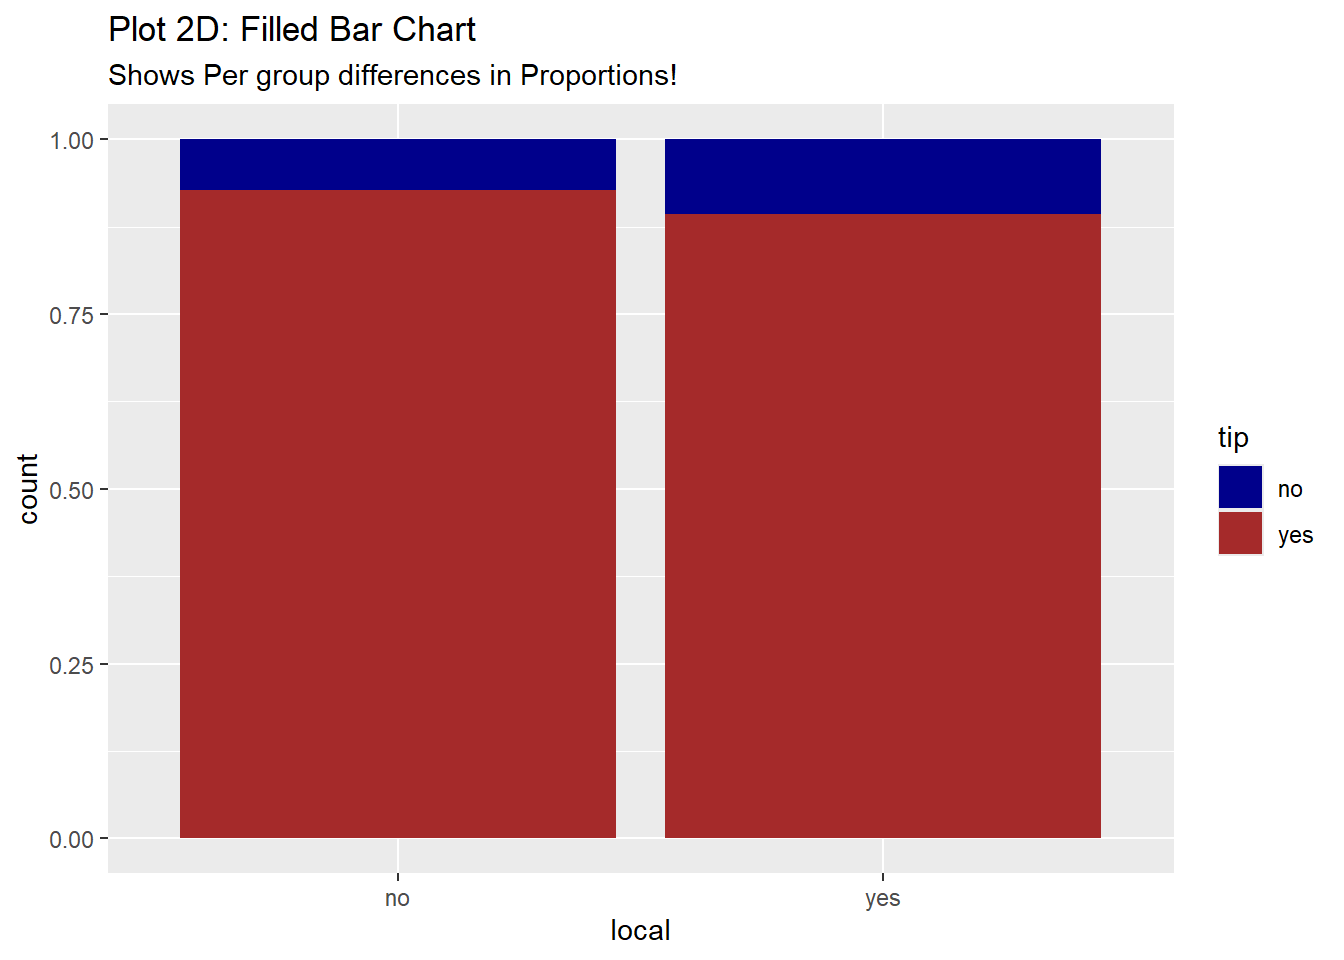 Plot 2D: Filled Bar Chart
Shows Per group differences in Proportions!
1.00
0.75
0.50
0.25
0.00
count
no
yes
local
tip
no
yes